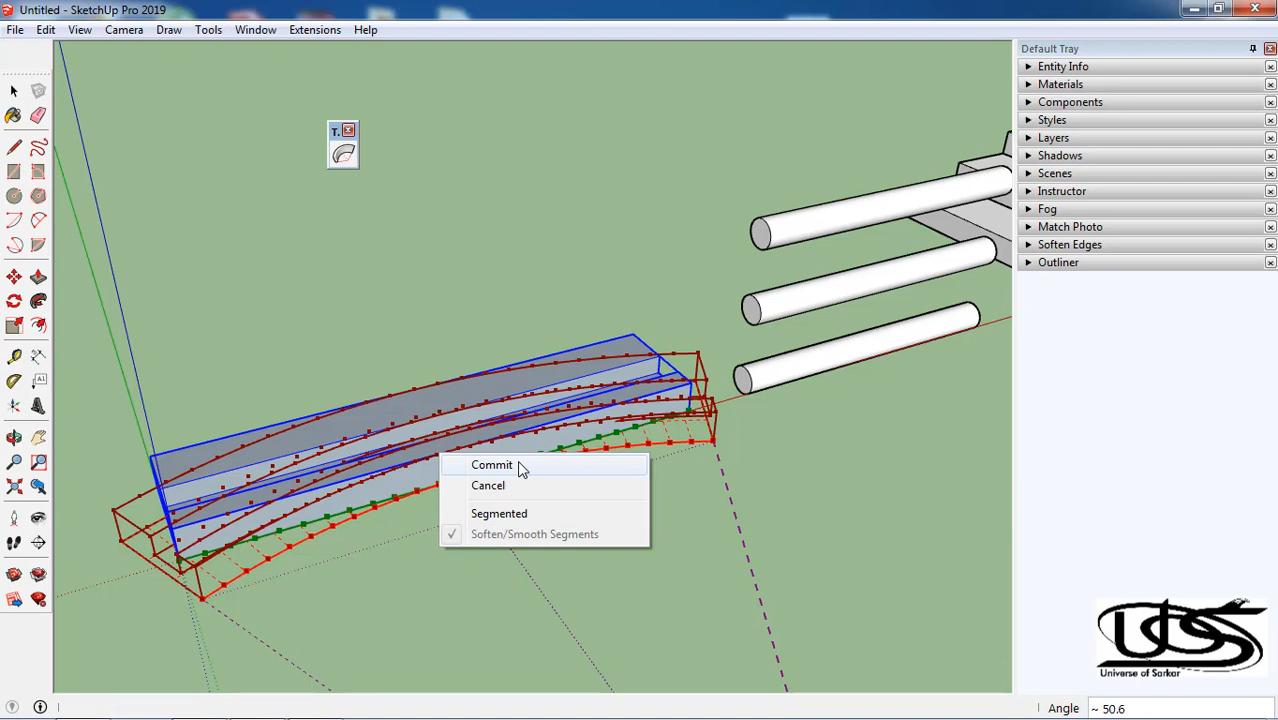 Untitled - SketchUp Pro 2019
File Edit View Camera Draw Tools Window Extensions Help
Default Tray
Entity Info
Materials
Components
Styles
Layers
Shadows
Scenes
Instructor
Fog
Match Photo
Soften Edges
Outliner
T.
Commit
Cancel
Segmented
Soften/Smooth Segments
UOS
Universe of Sarkar
Angle ~ 50.6